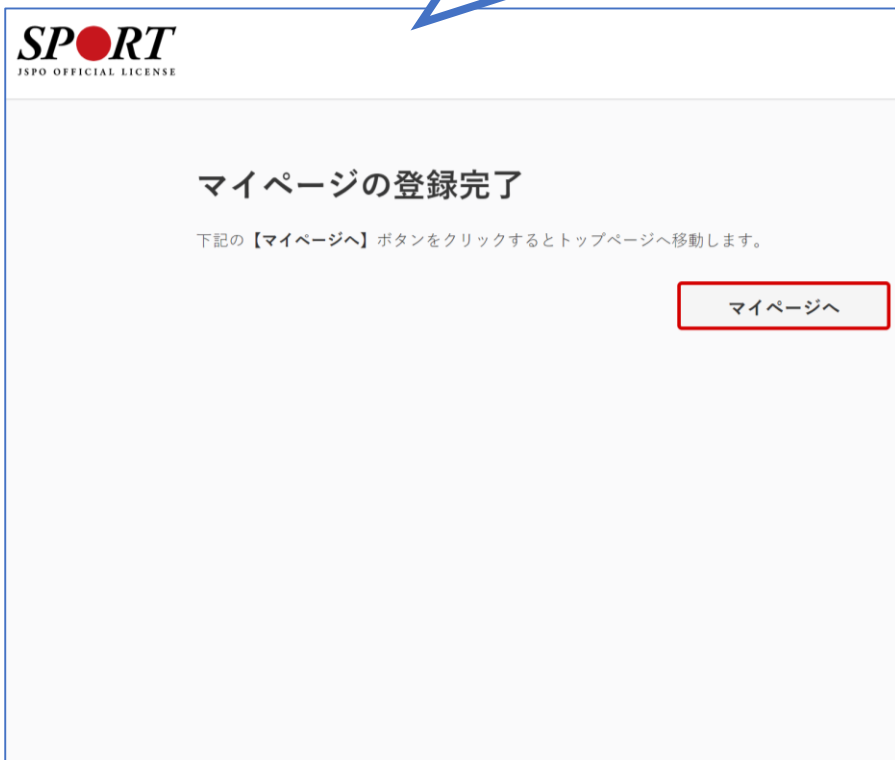 SPORT
JSPO OFFICIAL LICENSE
マイページの登録完了
下記の【マイページへ】ボタンをクリックするとトップページへ移動します。
マイページへ